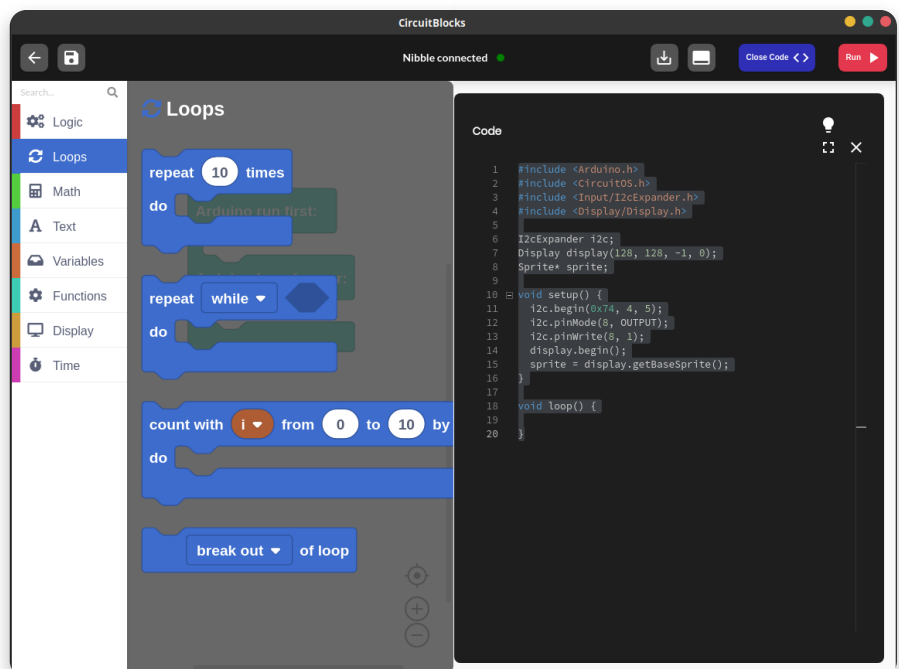 CircuitBlocks
Nibble connected
Close Code
Run
Search...
Logic
Loops
Math
Text
Variables
Functions
Display
Time
Loops
repeat 10 times
do
Arduino run first:
repeat while
do
count with i from 0 to 10 by
do
break out of loop
Code
1 #include <Arduino.h>
2 #include <CircuitOS.h>
3 #include <Input/I2cExpander.h>
4 #include <Display/Display.h>
5
6 I2cExpander i2c;
7 Display display(128, 128, -1, 0);
8 Sprite* sprite;
9
10 void setup() {
11 i2c.begin(0x74, 4, 5);
12 i2c.pinMode(8, OUTPUT);
13 i2c.pinWrite(8, 1);
14 display.begin();
15 sprite = display.getBaseSprite();
16 }
17
18 void loop() {
19
20 }